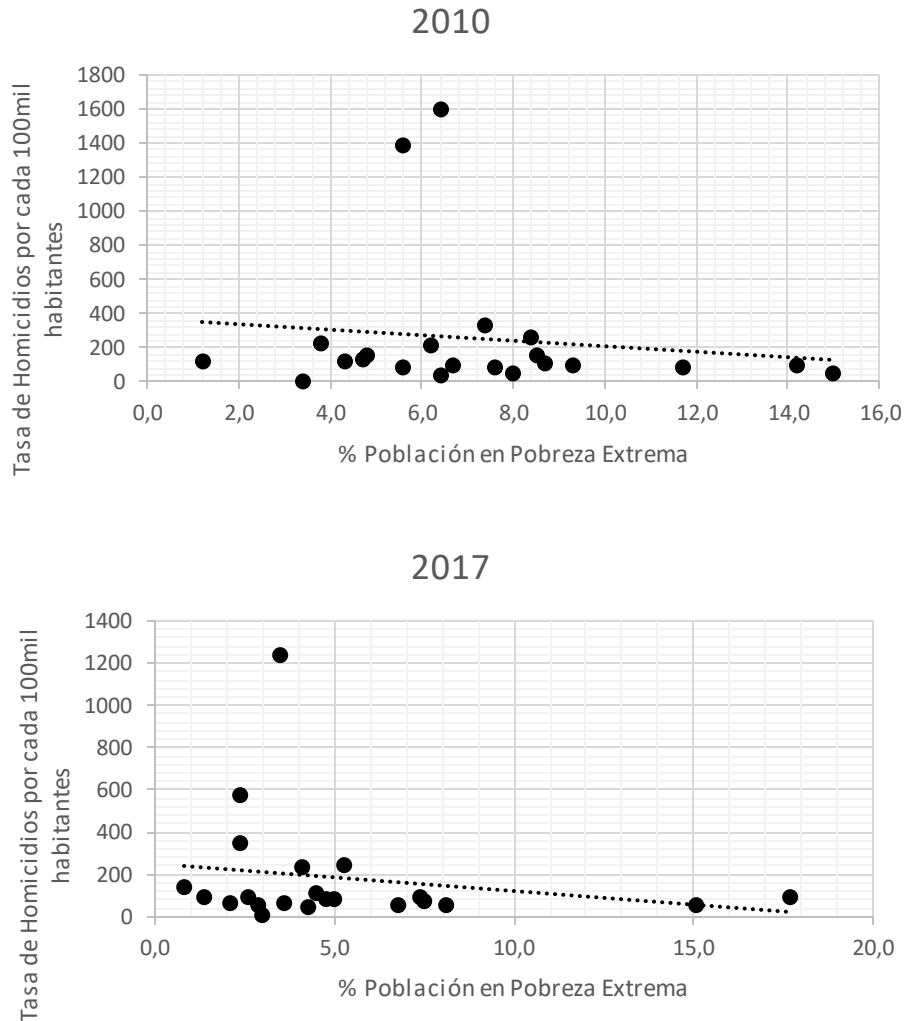 2010
Tasa de Homicidios por cada 100mil
habitantes
1800
1600
1400
1200
1000
800
600
400
200
0
0,0 2,0 4,0 6,0 8,0 10,0 12,0 14,0 16,0
% Población en Pobreza Extrema
2017
Tasa de Homicidios por cada 100mil
habitantes
1400
1200
1000
800
600
400
200
0
0,0 5,0 10,0 15,0 20,0
% Población en Pobreza Extrema